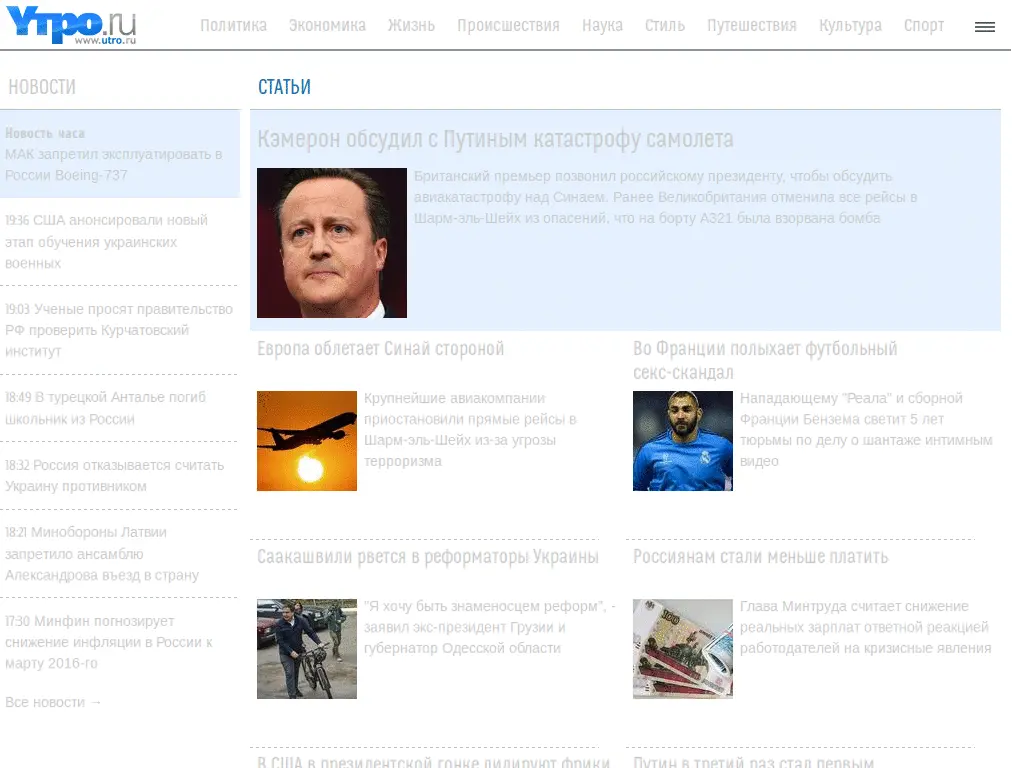 Утро.ru
www.utro.ru
Политика Экономика Жизнь Происшествия Наука Стиль Путешествия Культура Спорт
НОВОСТИ
Новость часа
МАК запретил эксплуатировать в
России Boeing-737
19:36 США анонсировали новый
этап обучения украинских
военных
19:03 Ученые просят правительство
РФ проверить Курчатовский
институт
18:49 В турецкой Анталье погиб
школьник из России
18:32 Россия отказывается считать
Украину противником
18:21 Минобороны Латвии
запретило ансамблю
Александрова въезд в страну
17:30 Минфин погнозирует
снижение инфляции в России к
марту 2016-го
Все новости →
СТАТЬИ
Кэмерон обсудил с Путиным катастрофу самолета
Британский премьер позвонил российскому президенту, чтобы обсудить
авиакатастрофу над Синаем. Ранее Великобритания отменила все рейсы в
Шарм-эль-Шейх из опасений, что на борту А321 была взорвана бомба
Европа облетает Синай стороной
Крупнейшие авиакомпании
приостановили прямые рейсы в
Шарм-эль-Шейх из-за угрозы
терроризма
Во Франции полыхает футбольный
секс-скандал
Нападающему "Реала" и сборной
Франции Бензема светит 5 лет
тюрьмы по делу о шантаже интимным
видео
Саакашвили рвется в реформаторы Украины
"Я хочу быть знаменосцем реформ", -
заявил экс-президент Грузии и
губернатор Одесской области
Россиянам стали меньше платить
Глава Минтруда считает снижение
реальных зарплат ответной реакцией
работодателей на кризисные явления
В США в президентской гонке лидируют фрики
Путин в третий раз стал первым